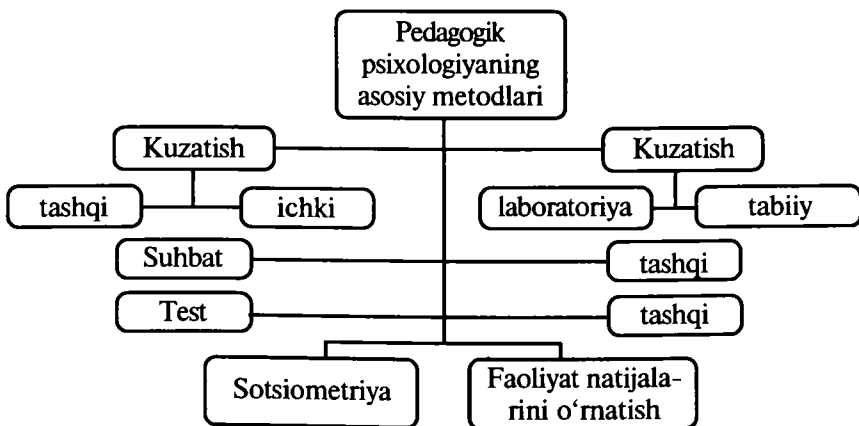 Pedagogik
psixologiyaning
asosiy metodlari
Kuzatish
Kuzatish
tashqi
ichki
laboratoriya
tabiiy
Suhbat
tashqi
Test
tashqi
Sotsiometriya
Faoliyat natijala-
rini o‘rnatish